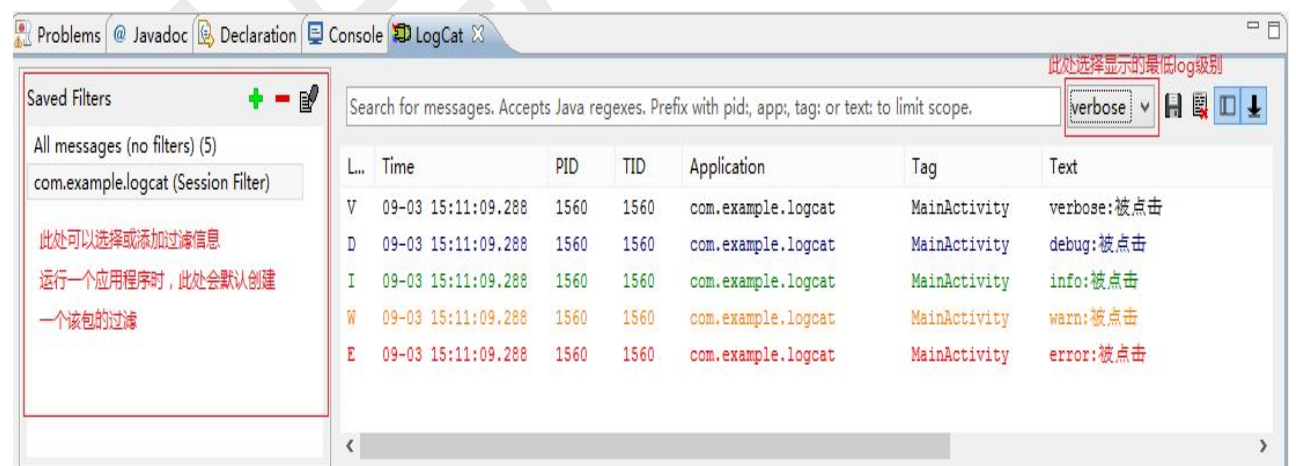 Problems @ Javadoc Declaration Console LogCat
此处选择显示的最低log级别
Saved Filters
Search for messages. Accepts Java regexes. Prefix with pid:, app:, tag: or text: to limit scope.
verbose
All messages (no filters) (5)
com.example.logcat (Session Filter)
此处可以选择或添加过滤信息
运行一个应用程序时，此处会默认创建
一个该包的过滤
L... Time PID TID Application Tag Text
V 09-03 15:11:09.288 1560 1560 com.example.logcat MainActivity verbose:被点击
D 09-03 15:11:09.288 1560 1560 com.example.logcat MainActivity debug:被点击
I 09-03 15:11:09.288 1560 1560 com.example.logcat MainActivity info:被点击
W 09-03 15:11:09.288 1560 1560 com.example.logcat MainActivity warn:被点击
E 09-03 15:11:09.288 1560 1560 com.example.logcat MainActivity error:被点击